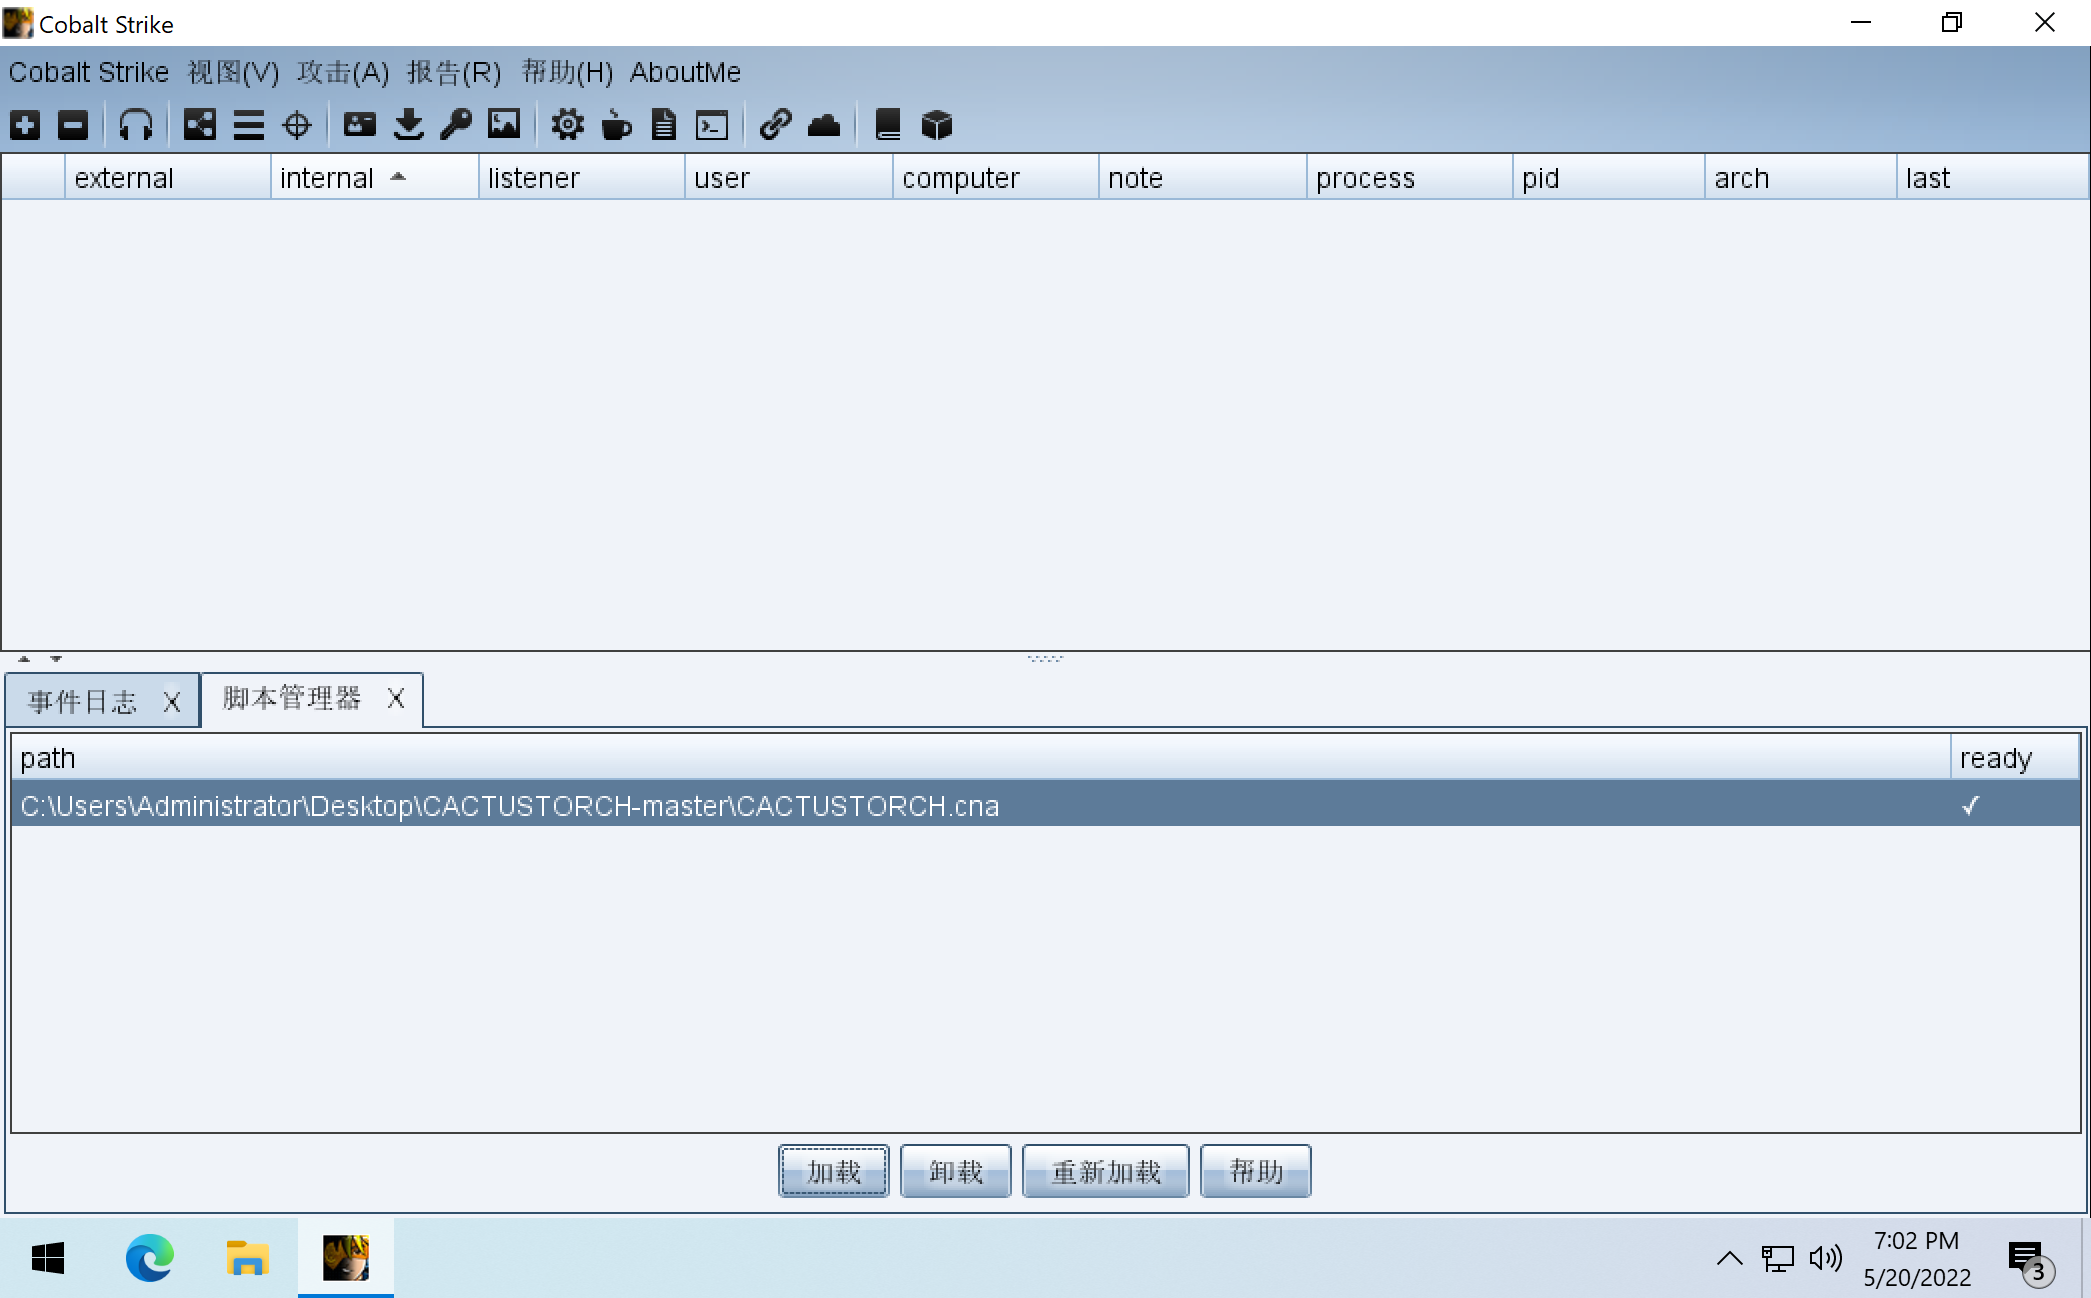 Cobalt Strike
Cobalt Strike 视图(V) 攻击(A) 报告(R) 帮助(H) AboutMe
external internal listener user computer note process pid arch last
事件日志 X 脚本管理器 X
path ready
C:\Users\Administrator\Desktop\CACTUSTORCH-master\CACTUSTORCH.cna ✓
加载 卸载 重新加载 帮助
7:02 PM
5/20/2022
3